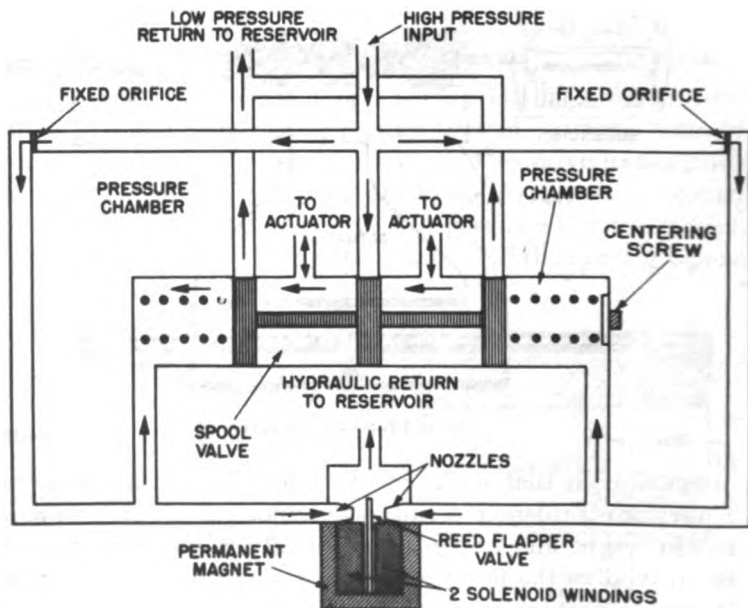 LOW PRESSURE
RETURN TO RESERVOIR
HIGH PRESSURE
INPUT
FIXED ORIFICE
FIXED ORIFICE
PRESSURE
CHAMBER
TO
ACTUATOR
TO
ACTUATOR
PRESSURE
CHAMBER
CENTERING
SCREW
HYDRAULIC RETURN
TO RESERVOIR
SPOOL
VALVE
NOZZLES
REED FLAPPER
VALVE
PERMANENT
MAGNET
2 SOLENOID WINDINGS